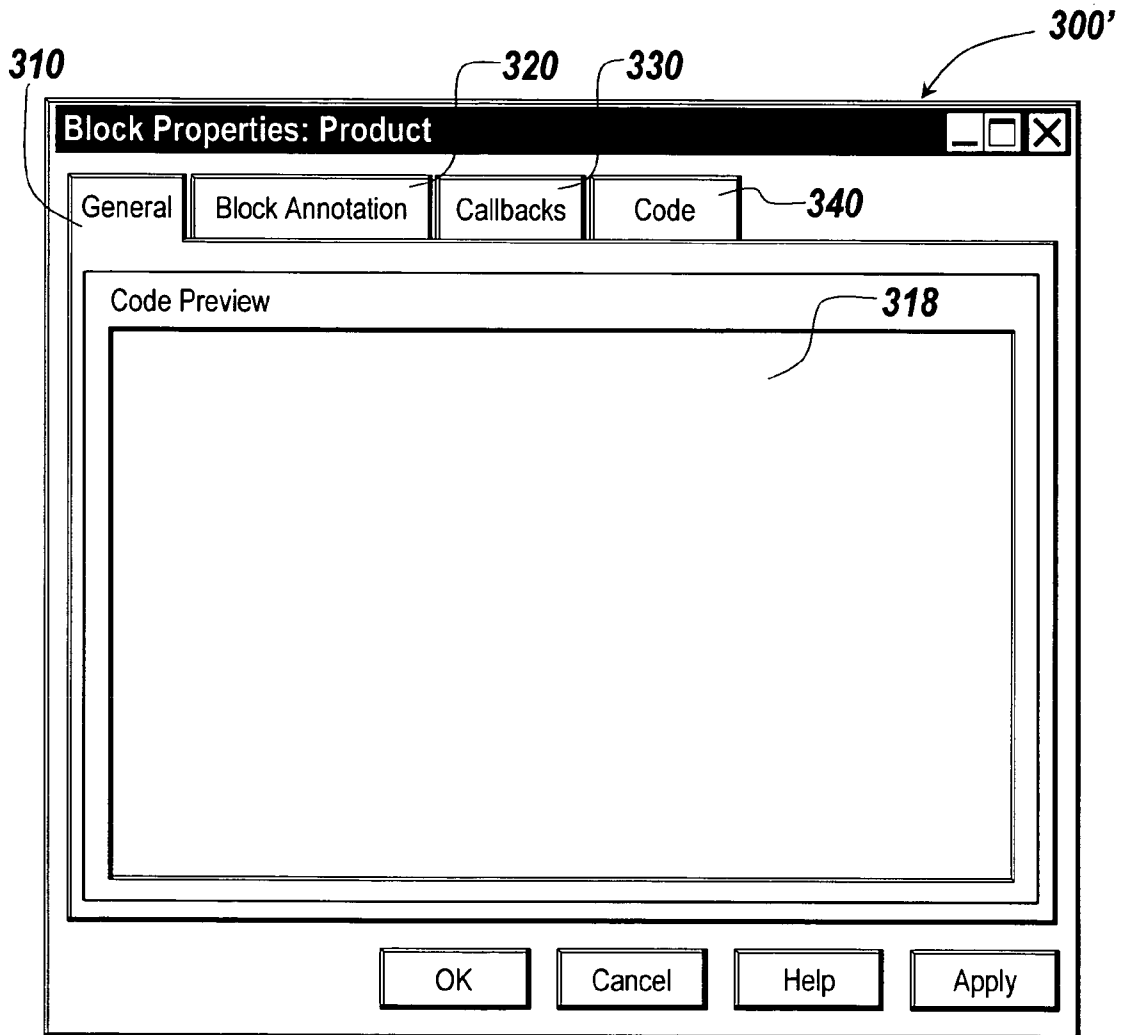 300'
310
320
330
Block Properties: Product
General
Block Annotation
Callbacks
Code
340
Code Preview
318
OK
Cancel
Help
Apply